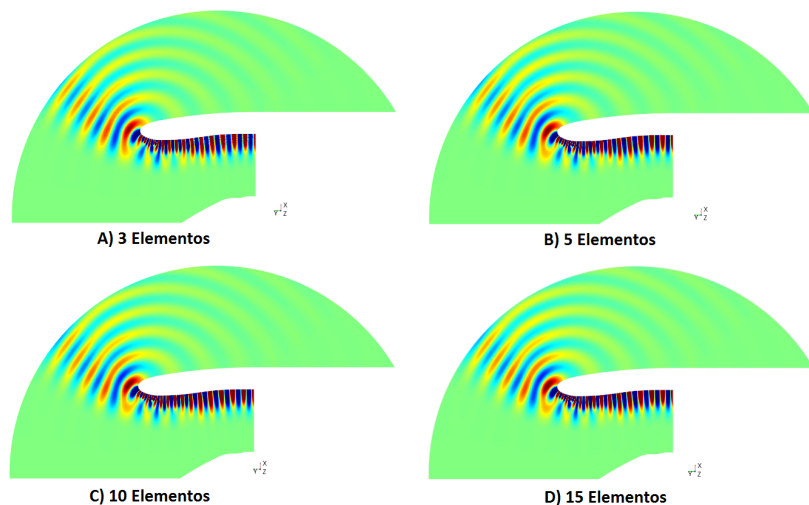 X
Y Z
A) 3 Elementos
X
Y Z
B) 5 Elementos
X
Y Z
C) 10 Elementos
X
Y Z
D) 15 Elementos